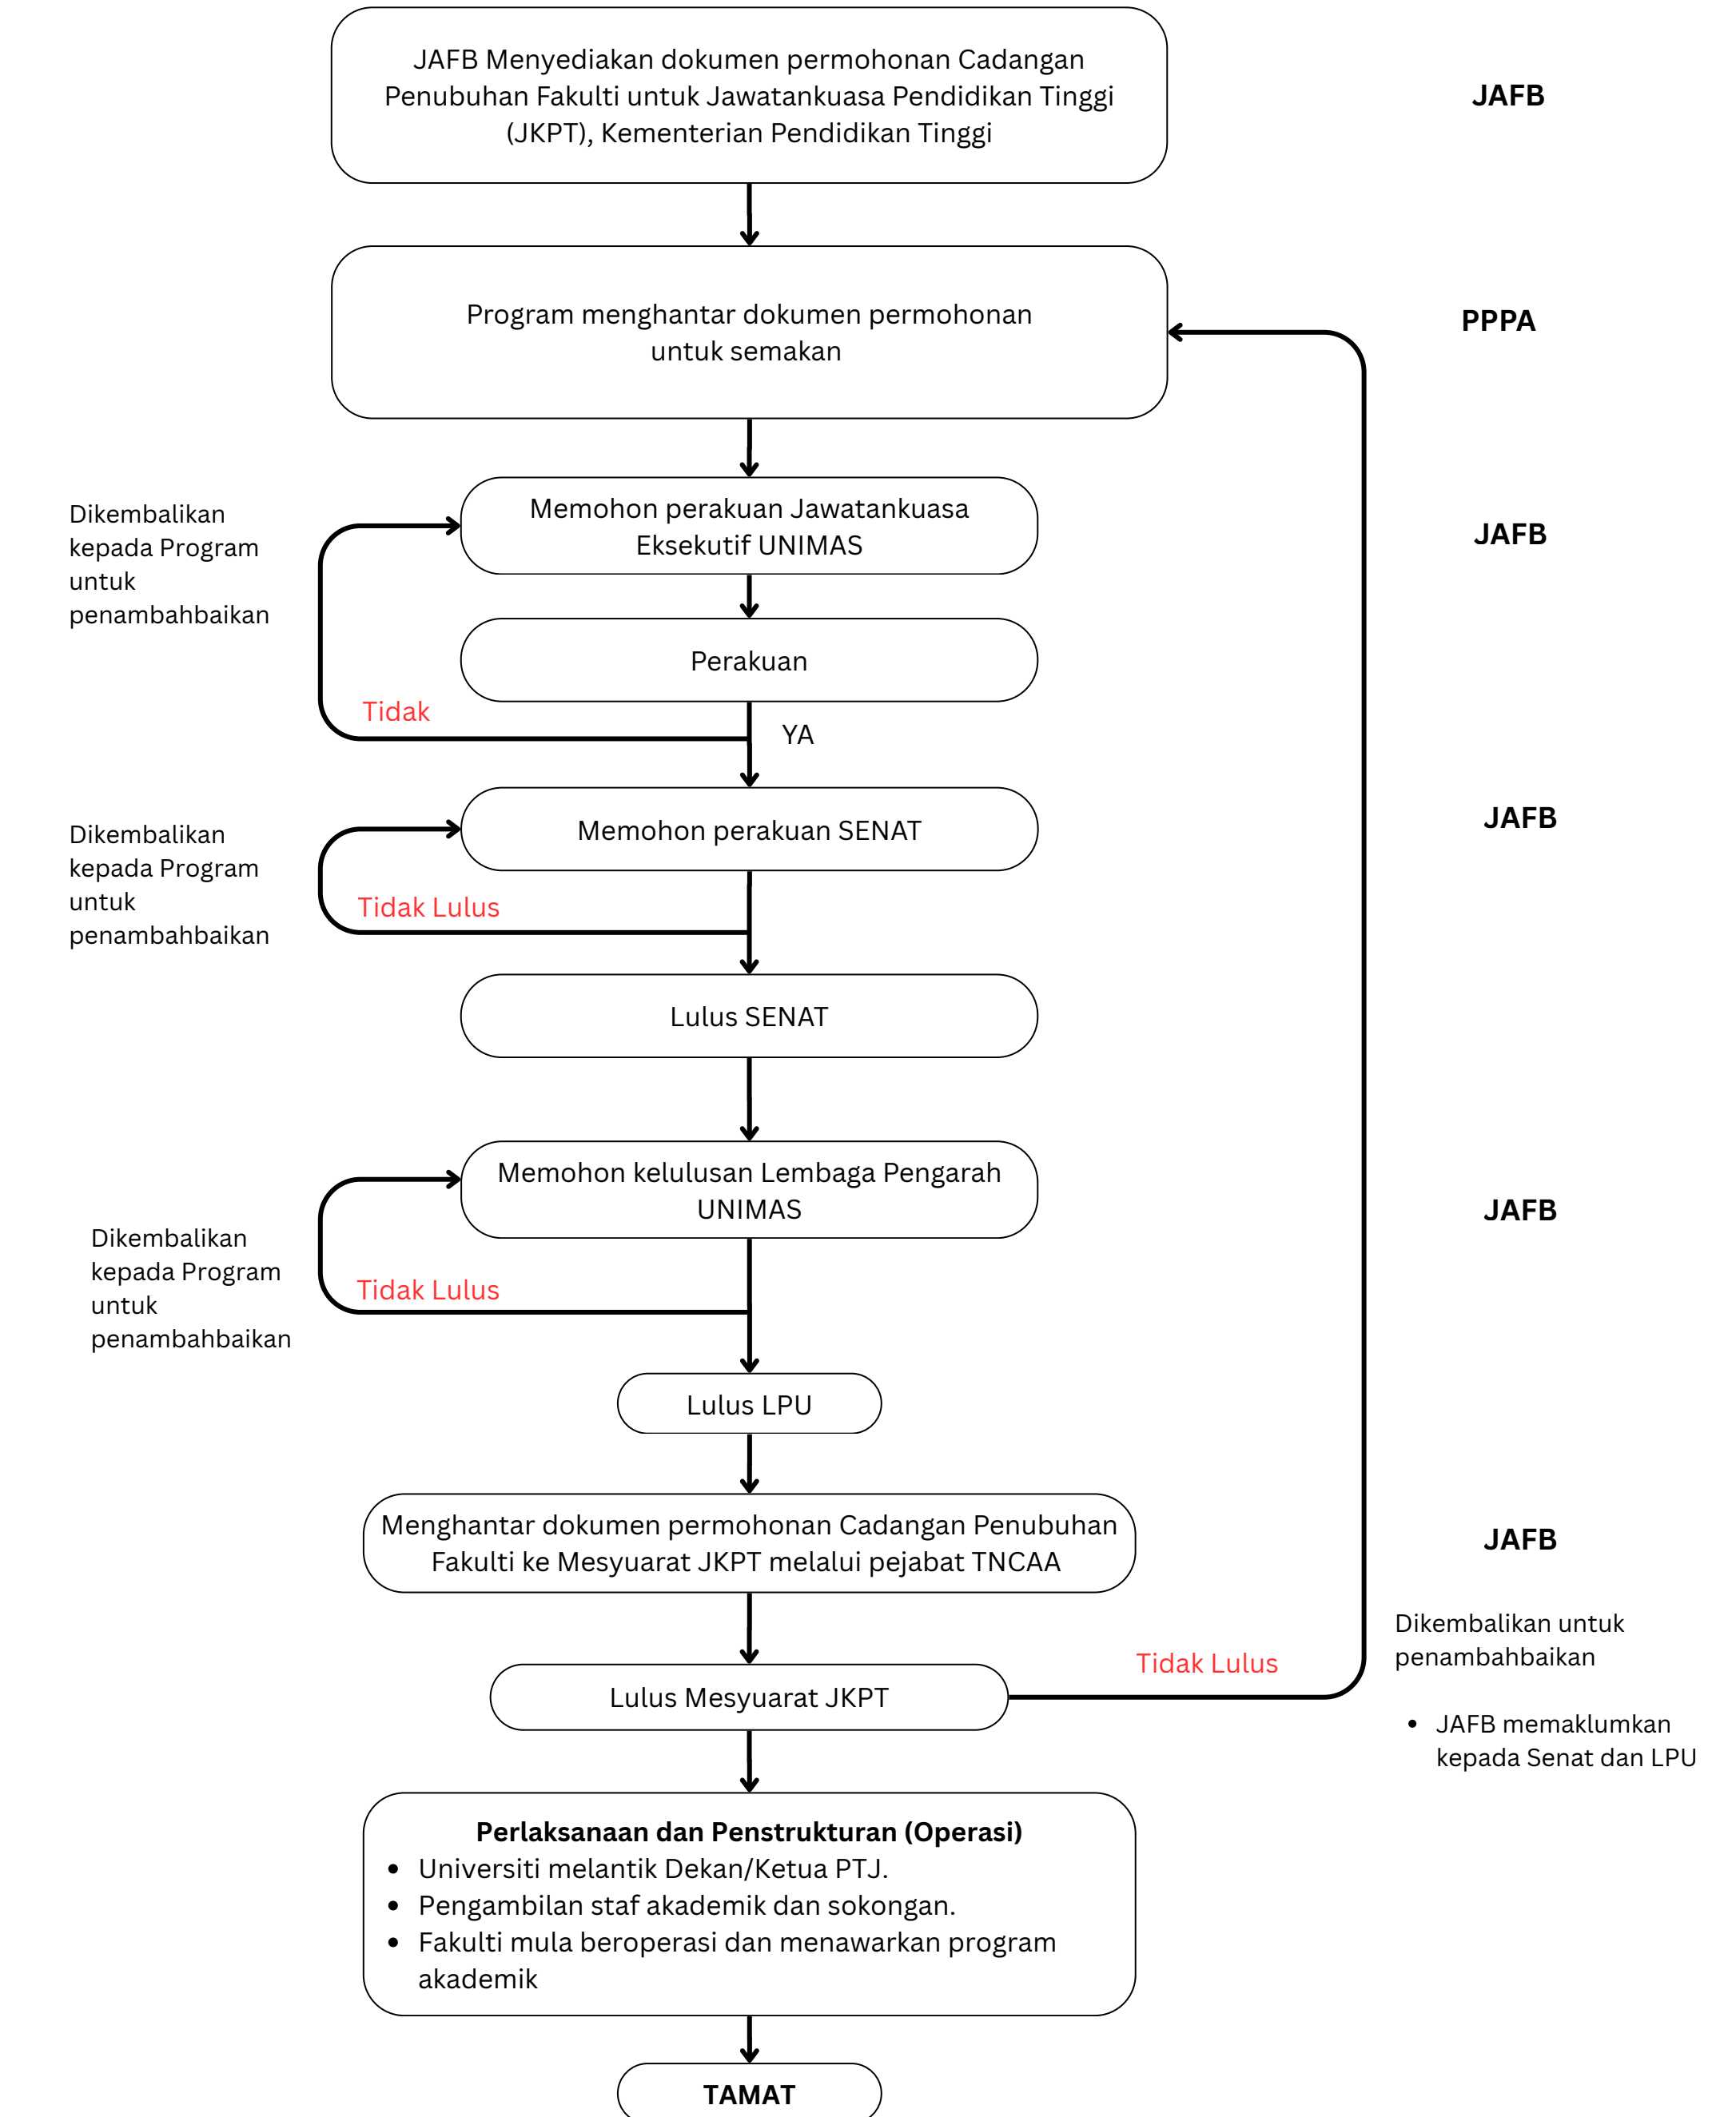 JAFB Menyediakan dokumen permohonan Cadangan
Penubuhan Fakulti untuk Jawatankuasa Pendidikan Tinggi
(JKPT), Kementerian Pendidikan Tinggi
JAFB
Program menghantar dokumen permohonan
untuk semakan
PPPA
Dikembalikan
kepada Program
untuk
penambahbaikan
Memohon perakuan Jawatankuasa
Eksekutif UNIMAS
JAFB
Perakuan
Tidak
YA
Dikembalikan
kepada Program
untuk
penambahbaikan
Memohon perakuan SENAT
JAFB
Tidak Lulus
Lulus SENAT
Memohon kelulusan Lembaga Pengarah
UNIMAS
JAFB
Dikembalikan
kepada Program
untuk
penambahbaikan
Tidak Lulus
Lulus LPU
Menghantar dokumen permohonan Cadangan Penubuhan
Fakulti ke Mesyuarat JKPT melalui pejabat TNCAA
JAFB
Lulus Mesyuarat JKPT
Tidak Lulus
Dikembalikan untuk
penambahbaikan
• JAFB memaklumkan
kepada Senat dan LPU
Perlaksanaan dan Penstrukturan (Operasi)
• Universiti melantik Dekan/Ketua PTJ.
• Pengambilan staf akademik dan sokongan.
• Fakulti mula beroperasi dan menawarkan program
akademik
TAMAT